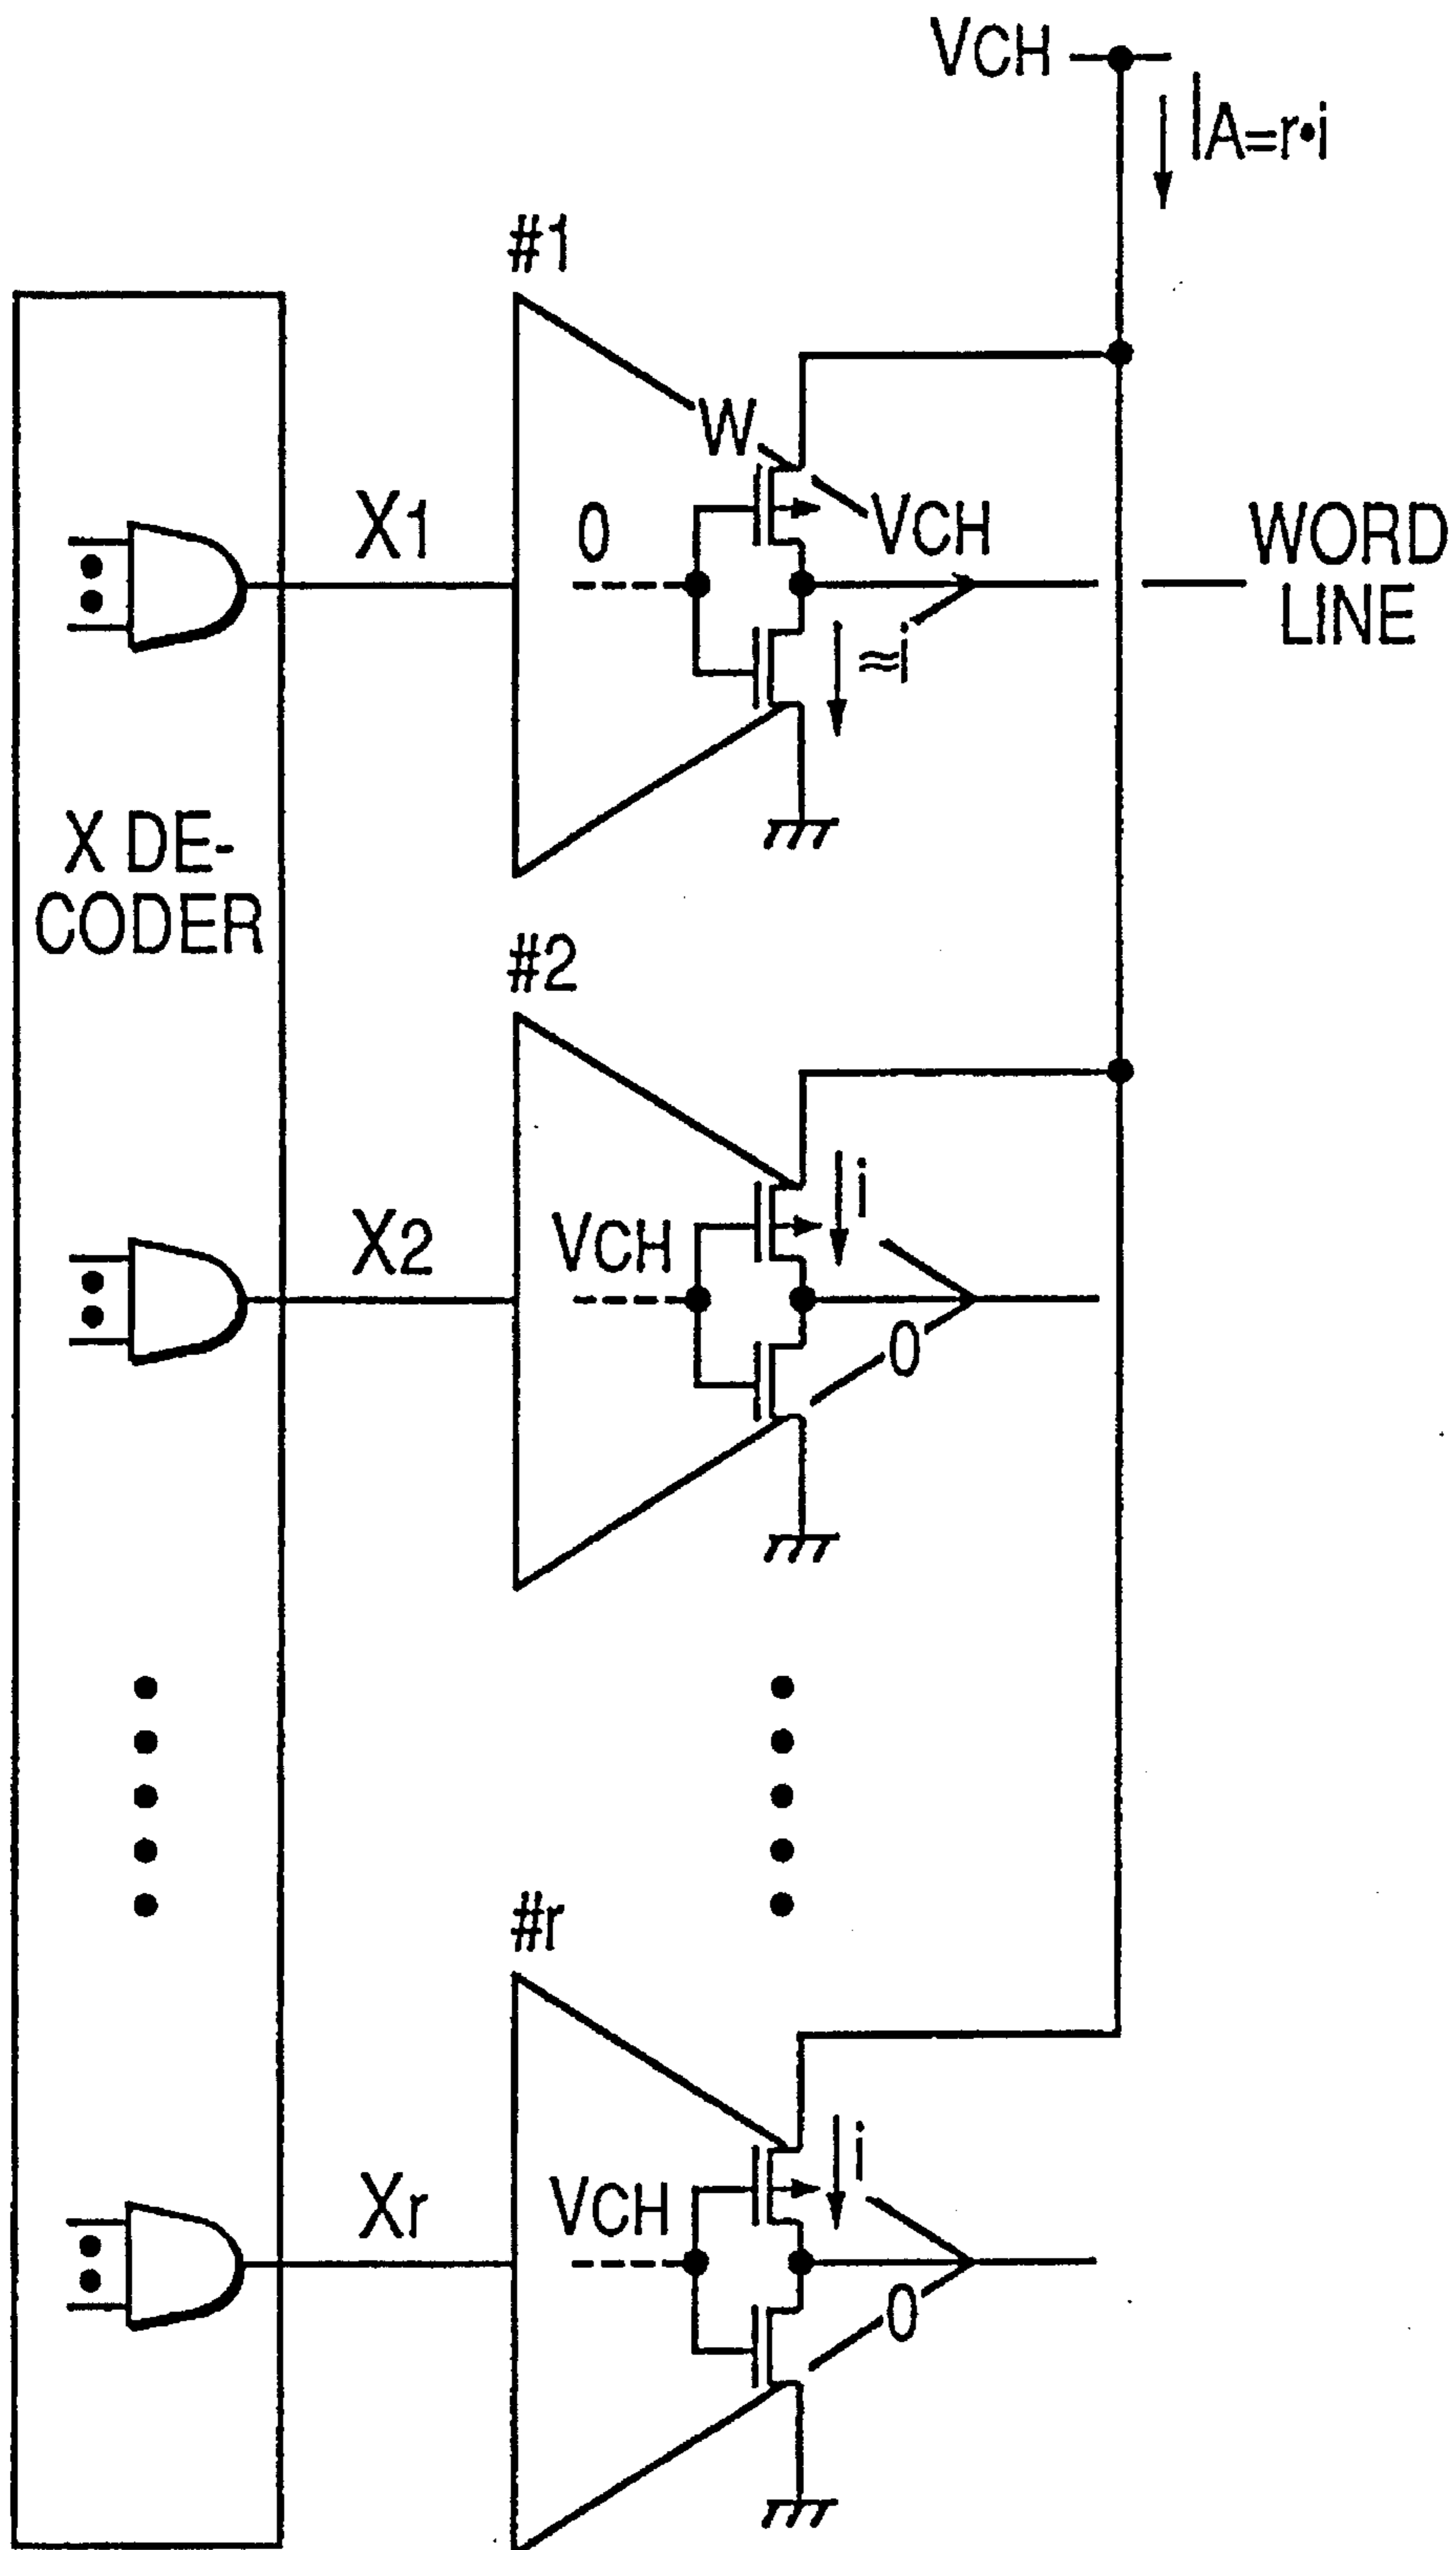 VCH
IA=r•i
#1
W
X1
0
VCH
WORD
LINE
≈i
X DE-
CODER
#2
i
X2
VCH
0
#r
i
Xr
VCH
0